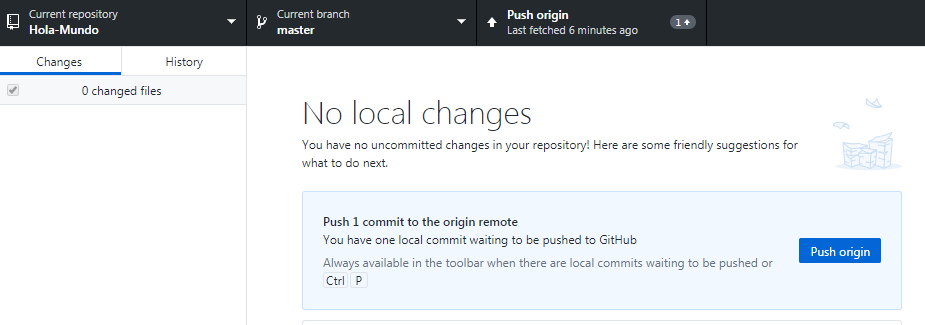 Current repository
Hola-Mundo
Current branch
master
Push origin
Last fetched 6 minutes ago
1
Changes
History
0 changed files
No local changes
You have no uncommitted changes in your repository! Here are some friendly suggestions for
what to do next.
Push 1 commit to the origin remote
You have one local commit waiting to be pushed to GitHub
Always available in the toolbar when there are local commits waiting to be pushed or
Ctrl P
Push origin